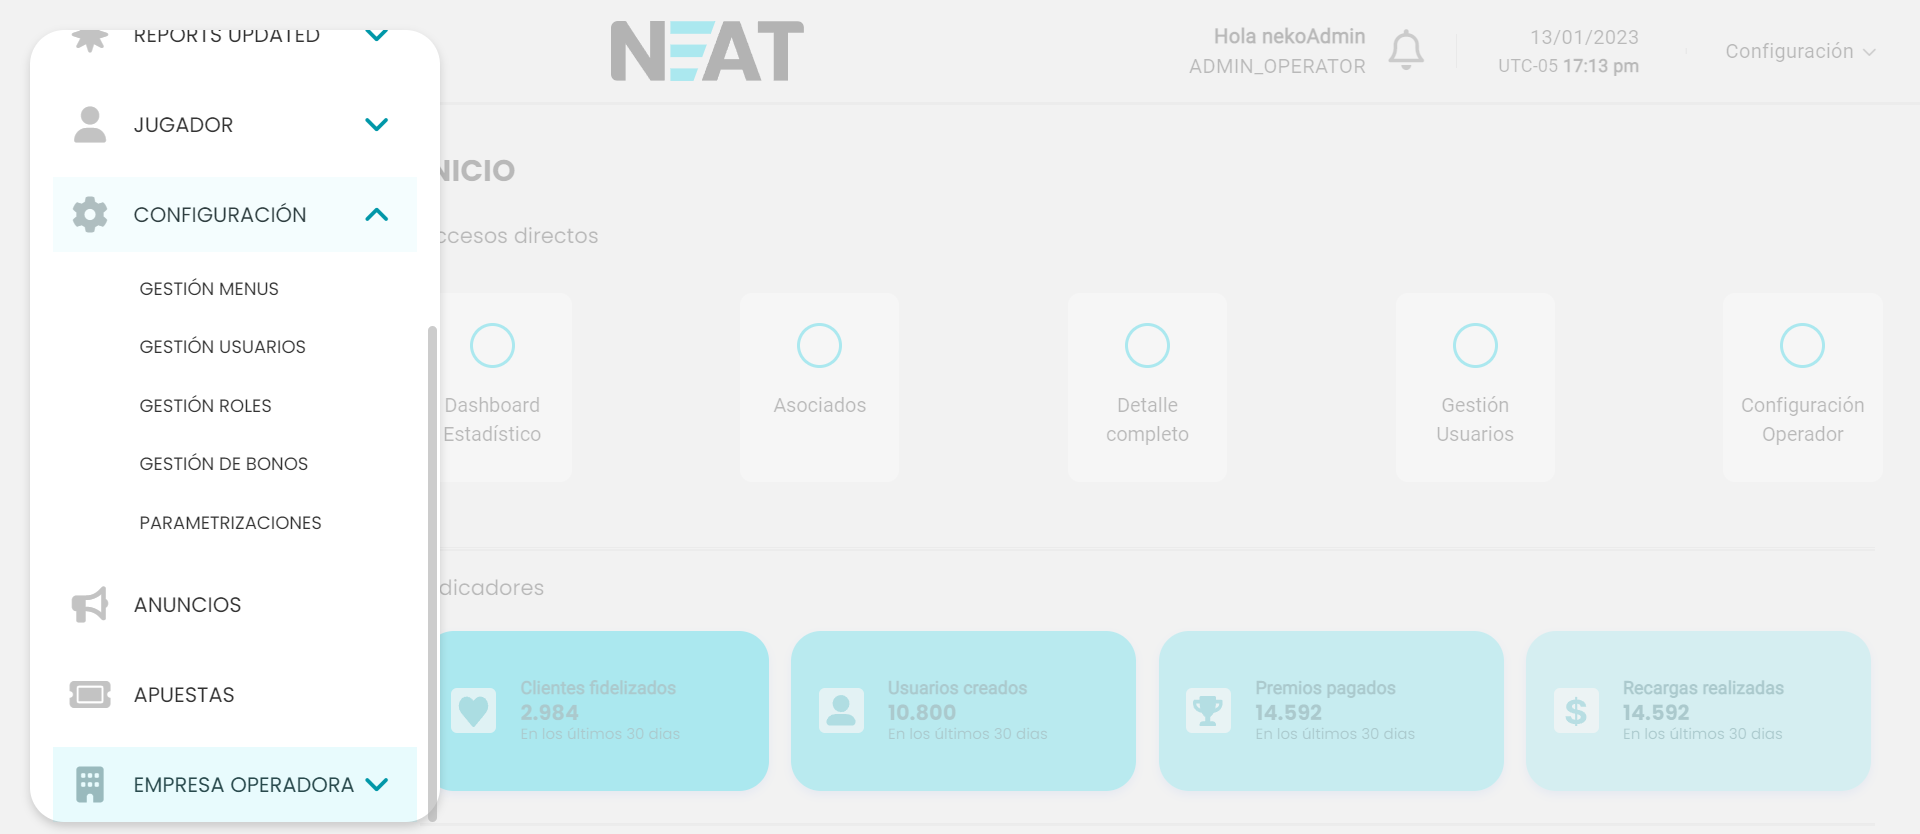 REPORTS UPDATED
JUGADOR
CONFIGURACIÓN
GESTIÓN MENUS
GESTIÓN USUARIOS
GESTIÓN ROLES
GESTIÓN DE BONOS
PARAMETRIZACIONES
ANUNCIOS
APUESTAS
EMPRESA OPERADORA
NEAT
Hola nekoAdmin
ADMIN_OPERATOR
13/01/2023
UTC-05 17:13 pm
Configuración
NICIO
ccesos directos
Dashboard
Estadístico
Asociados
Detalle
completo
Gestión
Usuarios
Configuración
Operador
dicadores
Clientes fidelizados
2.984
En los últimos 30 dias
Usuarios creados
10.800
En los últimos 30 dias
Premios pagados
14.592
En los últimos 30 dias
Recargas realizadas
14.592
En los últimos 30 dias